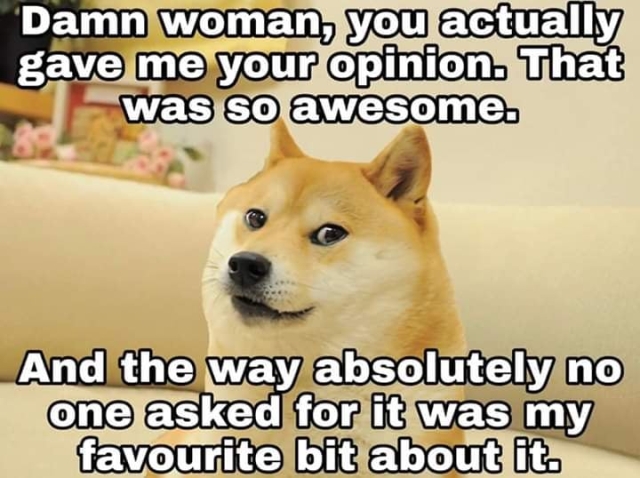 Damn woman, you actually
gave me your opinion. That
was so awesome.
And the way absolutely no
one asked for it was my
favourite bit about it.